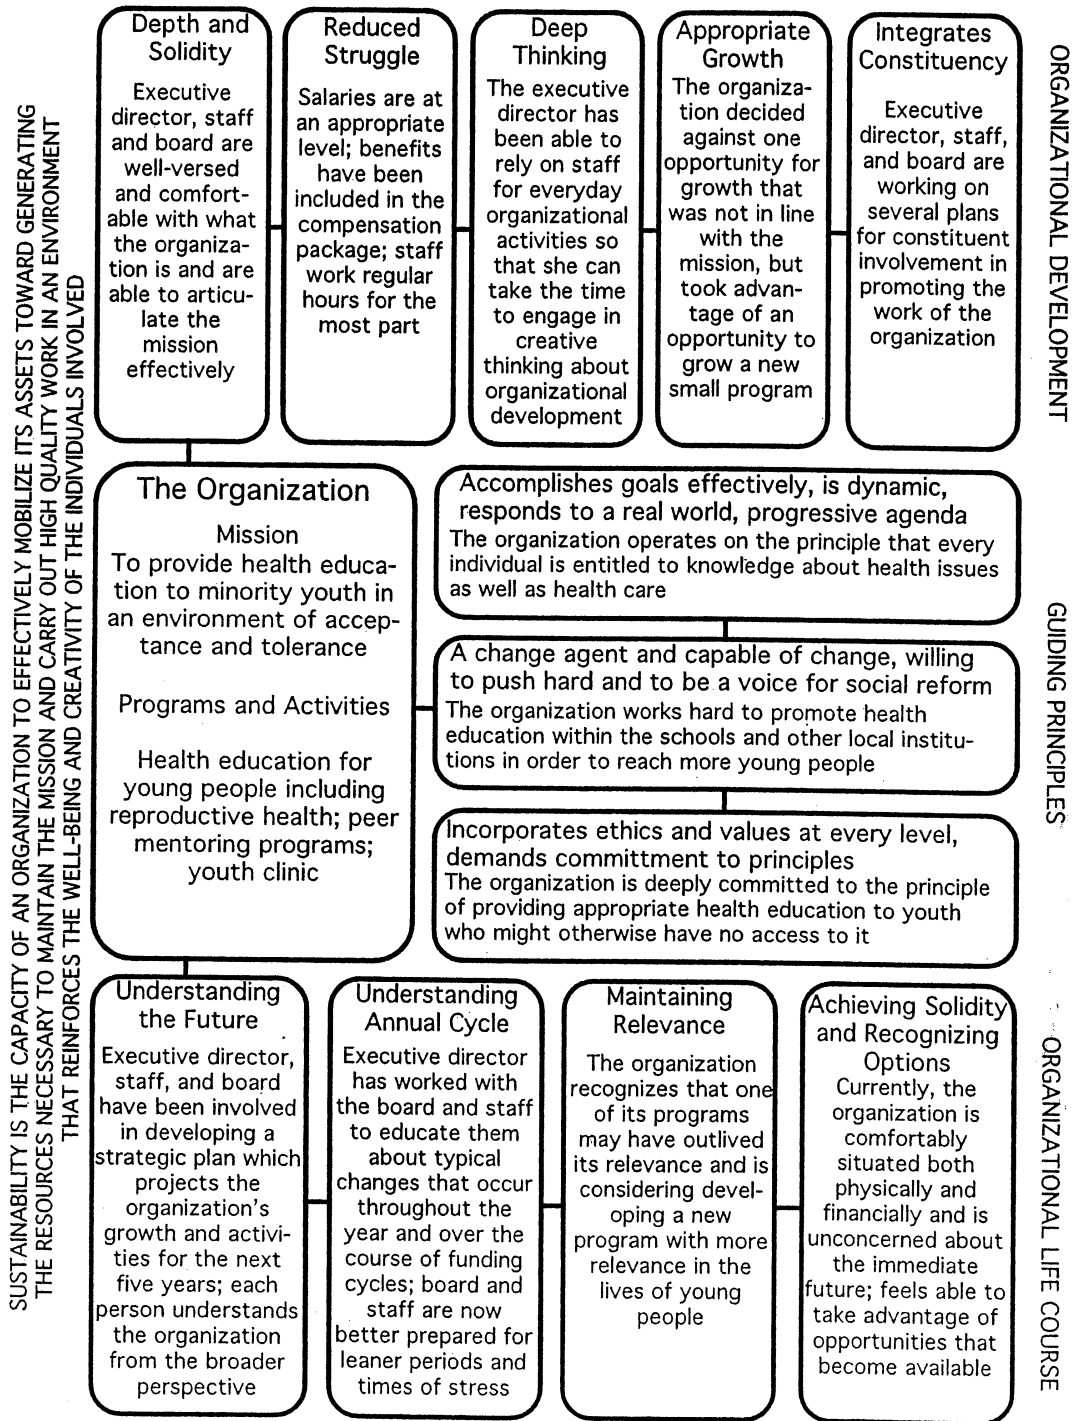 SUSTAINABILITY IS THE CAPACITY OF AN ORGANIZATION TO EFFECTIVELY MOBILIZE ITS ASSETS TOWARD GENERATING
THE RESOURCES NECESSARY TO MAINTAIN THE MISSION AND CARRY OUT HIGH QUALITY WORK IN AN ENVIRONMENT
THAT REINFORCES THE WELL-BEING AND CREATIVITY OF THE INDIVIDUALS INVOLVED
ORGANIZATIONAL DEVELOPMENT
Depth and
Solidity
Executive
director, staff
and board are
well-versed
and comfort-
able with what
the organiza-
tion is and are
able to articu-
late the
mission
effectively
Reduced
Struggle
Salaries are at
an appropriate
level; benefits
have been
included in the
compensation
package; staff
work regular
hours for the
most part
Deep
Thinking
The executive
director has
been able to
rely on staff
for everyday
organizational
activities so
that she can
take the time
to engage in
creative
thinking about
organizational
development
Appropriate
Growth
The organiza-
tion decided
against one
opportunity for
growth that
was not in line
with the
mission, but
took advan-
tage of an
opportunity to
grow a new
small program
Integrates
Constituency
Executive
director, staff,
and board are
working on
several plans
for constituent
involvement in
promoting the
work of the
organization
The Organization
Mission
To provide health educa-
tion to minority youth in
an environment of accep-
tance and tolerance
Programs and Activities
Health education for
young people including
reproductive health; peer
mentoring programs;
youth clinic
GUIDING PRINCIPLES
Accomplishes goals effectively, is dynamic,
responds to a real world, progressive agenda
The organization operates on the principle that every
individual is entitled to knowledge about health issues
as well as health care
A change agent and capable of change, willing
to push hard and to be a voice for social reform
The organization works hard to promote health
education within the schools and other local institu-
tions in order to reach more young people
Incorporates ethics and values at every level,
demands committment to principles
The organization is deeply committed to the principle
of providing appropriate health education to youth
who might otherwise have no access to it
ORGANIZATIONAL LIFE COURSE
Understanding
the Future
Executive director,
staff, and board
have been involved
in developing a
strategic plan which
projects the
organization's
growth and activi-
ties for the next
five years; each
person understands
the organization
from the broader
perspective
Understanding
Annual Cycle
Executive director
has worked with
the board and staff
to educate them
about typical
changes that occur
throughout the
year and over the
course of funding
cycles; board and
staff are now
better prepared for
leaner periods and
times of stress
Maintaining
Relevance
The organization
recognizes that one
of its programs
may have outlived
its relevance and is
considering devel-
oping a new
program with more
relevance in the
lives of young
people
Achieving Solidity
and Recognizing
Options
Currently, the
organization is
comfortably
situated both
physically and
financially and is
unconcerned about
the immediate
future; feels able to
take advantage of
opportunities that
become available